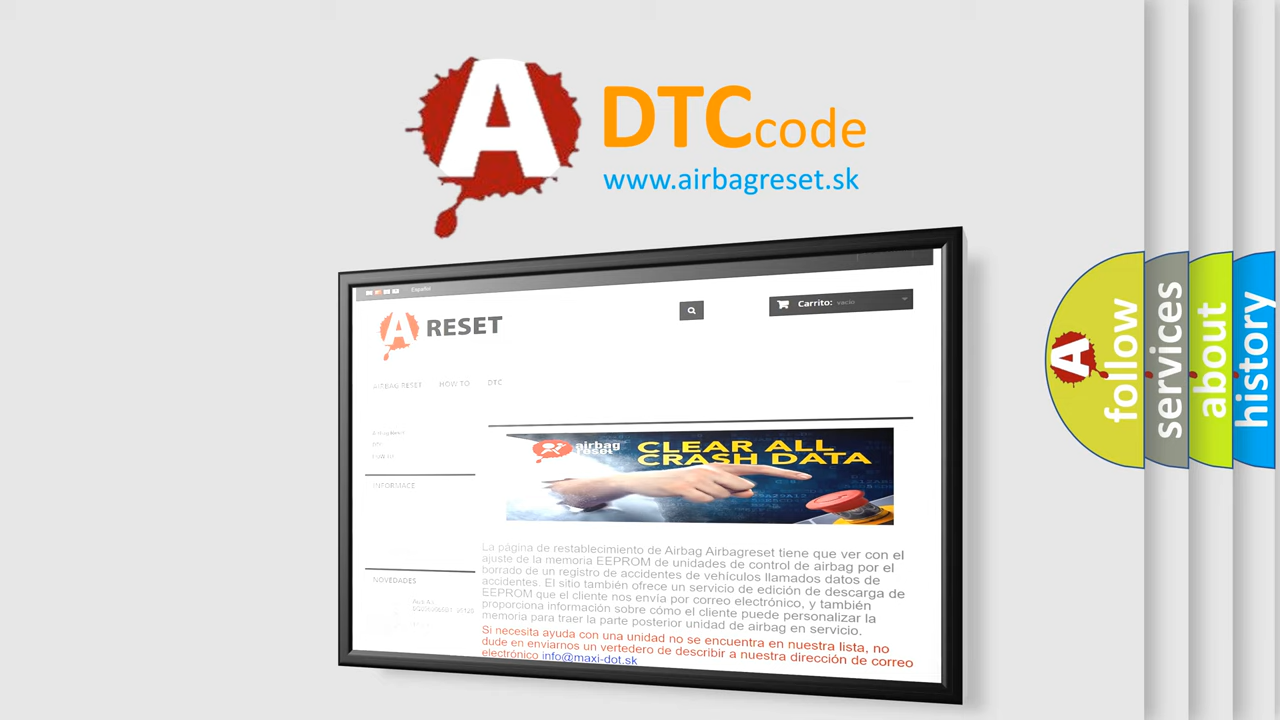 A
DTCcode
www.airbagreset.sk
Español
A RESET
Carrito: vacío
AIRBAG RESET HOW TO DTC
INFORMACE
airbag
reset
CLEAR ALL
CRASH DATA
La página de restablecimiento de Airbag Airbagreset tiene que ver con el
ajuste de la memoria EEPROM de unidades de control de airbag por el
borrado de un registro de accidentes de vehículos llamados datos de
accidentes. El sitio también ofrece un servicio de edición de descarga de
EEPROM que el cliente nos envía por correo electrónico, y también
proporciona información sobre cómo el cliente puede personalizar la
memoria para traer la parte posterior unidad de airbag en servicio.
Si necesita ayuda con una unidad no se encuentra en nuestra lista, no
dude en enviarnos un vertedero de describir a nuestra dirección de correo
electrónico info@maxi-dot.sk
NOVEDADES
A
follow
services
about
history